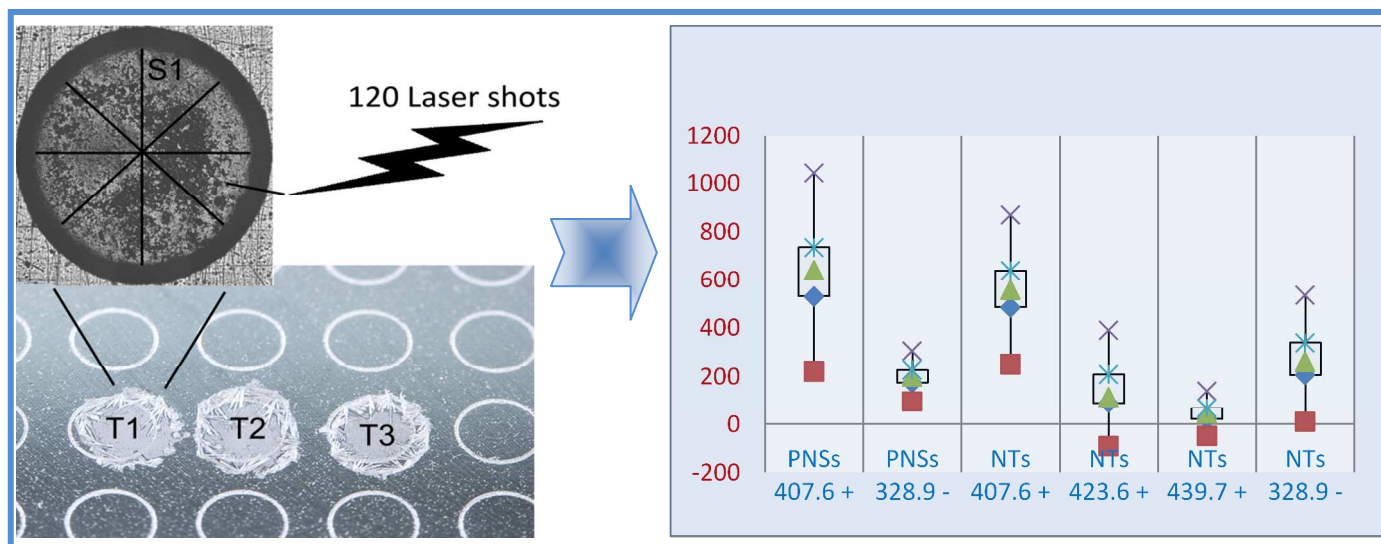 S1
120 Laser shots
T1 T2 T3
1200
1000
800
600
400
200
0
-200
PNSs PNSs NTs NTs NTs NTs
407.6 + 328.9 - 407.6 + 423.6 + 439.7 + 328.9 -